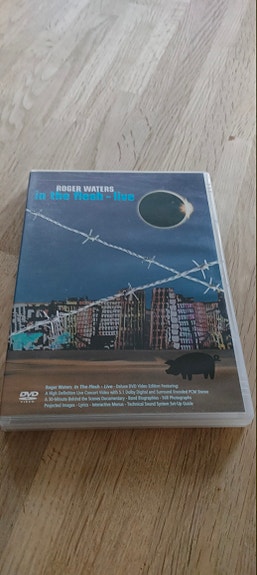 ROGER WATERS
in the flesh - live
Roger Waters In The Flesh - Live - Deluxe DVD Video Edition Featuring:
A High Definition Live Concert Video with 5.1 Dolby Digital and Surround Encoded PCM Stereo
A 30-Minute Behind the Scenes Documentary - Band Biographies - Still Photographs
Projected Images - Lyrics - Interactive Menus - Technical Sound System Set-Up Guide
DVD
VIDEO